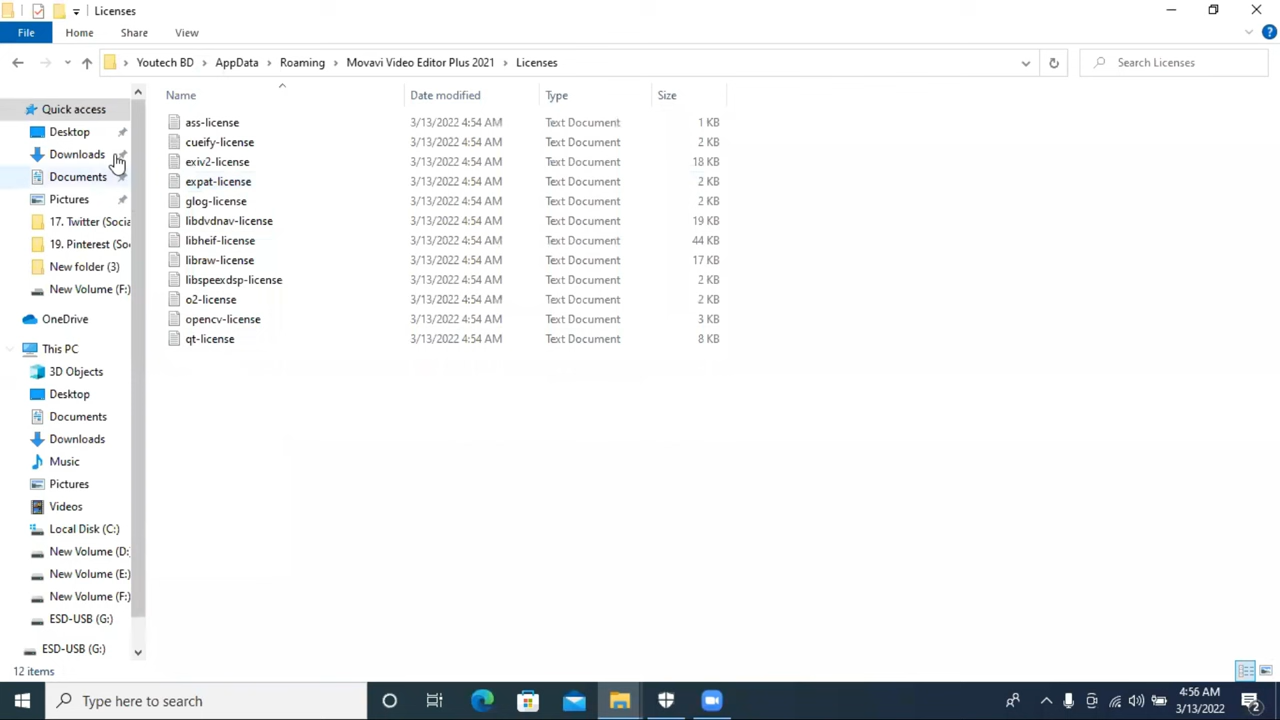 Licenses
File Home Share View
Youtech BD AppData Roaming Movavi Video Editor Plus 2021 Licenses Search Licenses
Name Date modified Type Size
Quick access
Desktop
Downloads
Documents
Pictures
17. Twitter (Socia
19. Pinterest (Soc
New folder (3)
New Volume (F:)
OneDrive
This PC
3D Objects
Desktop
Documents
Downloads
Music
Pictures
Videos
Local Disk (C:)
New Volume (D:
New Volume (E:)
New Volume (F:)
ESD-USB (G:)
ESD-USB (G:)
ass-license 3/13/2022 4:54 AM Text Document 1 KB
cueify-license 3/13/2022 4:54 AM Text Document 2 KB
exiv2-license 3/13/2022 4:54 AM Text Document 18 KB
expat-license 3/13/2022 4:54 AM Text Document 2 KB
glog-license 3/13/2022 4:54 AM Text Document 2 KB
libdvdnav-license 3/13/2022 4:54 AM Text Document 19 KB
libheif-license 3/13/2022 4:54 AM Text Document 44 KB
libraw-license 3/13/2022 4:54 AM Text Document 17 KB
libspeexdsp-license 3/13/2022 4:54 AM Text Document 2 KB
o2-license 3/13/2022 4:54 AM Text Document 2 KB
opencv-license 3/13/2022 4:54 AM Text Document 3 KB
qt-license 3/13/2022 4:54 AM Text Document 8 KB
12 items
Type here to search
4:56 AM
3/13/2022
2